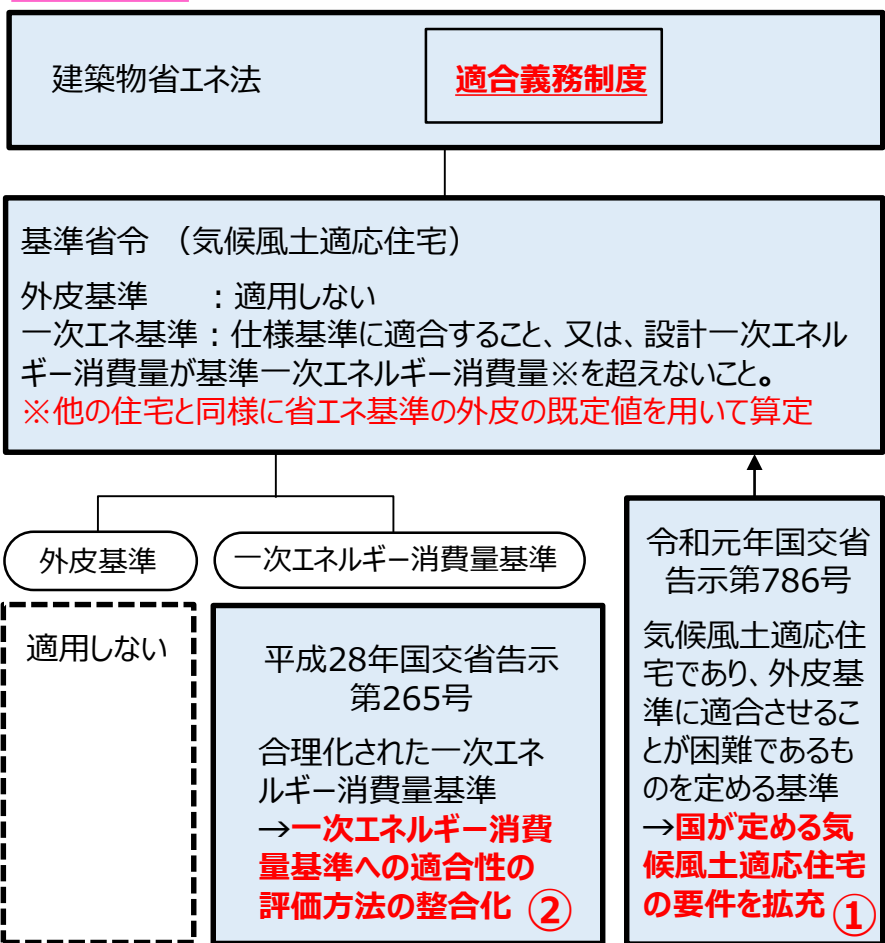 建築物省エネ法
適合義務制度
基準省令 （気候風土適応住宅）
外皮基準　　：適用しない
一次エネ基準：仕様基準に適合すること、又は、設計一次エネル
ギー消費量が基準一次エネルギー消費量※を超えないこと。
※他の住宅と同様に省エネ基準の外皮の既定値を用いて算定
外皮基準
一次エネルギー消費量基準
適用しない
平成28年国交省告示
第265号
合理化された一次エネ
ルギー消費量基準
→一次エネルギー消費
量基準への適合性の
評価方法の整合化 ②
令和元年国交省
告示第786号
気候風土適応住
宅であり、外皮基
準に適合させるこ
とが困難であるも
のを定める基準
→国が定める気
候風土適応住宅
の要件を拡充 ①